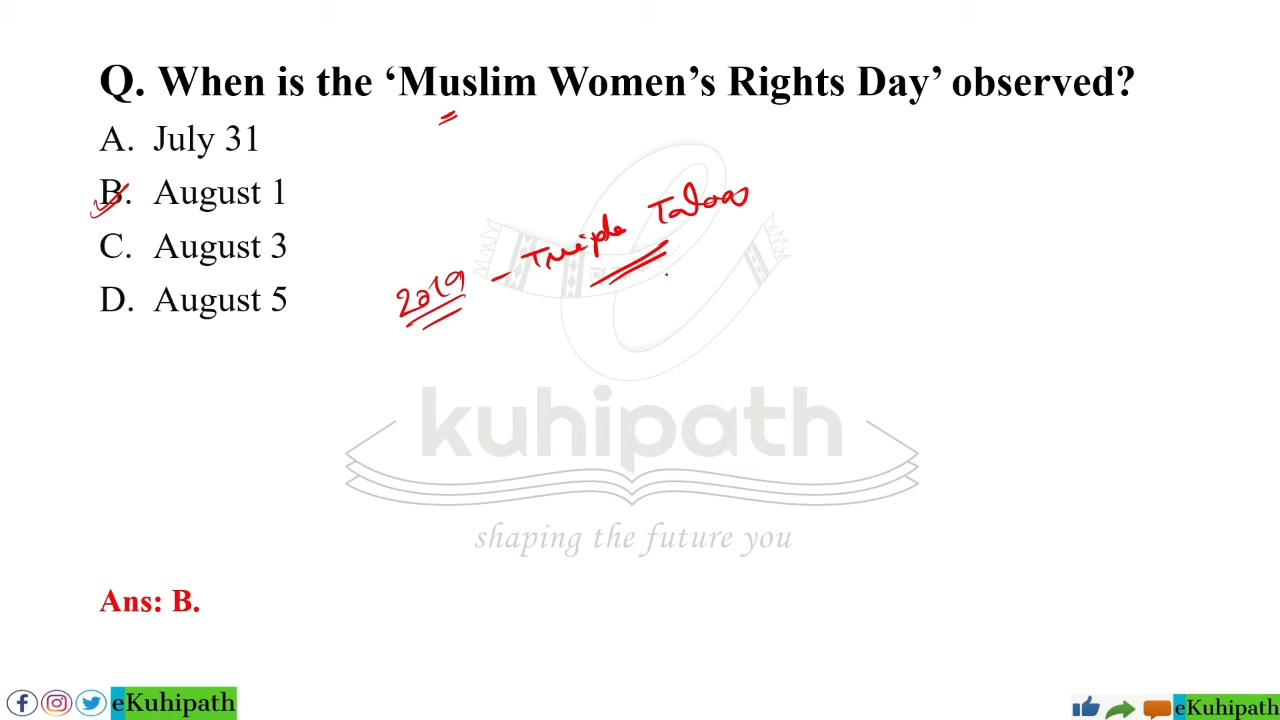 Q. When is the ‘Muslim Women’s Rights Day’ observed?
A. July 31
B. August 1
C. August 3
D. August 5
2019 - Triple Talaq
kuhipath
shaping the future you
Ans: B.
eKuhipath
eKuhipath